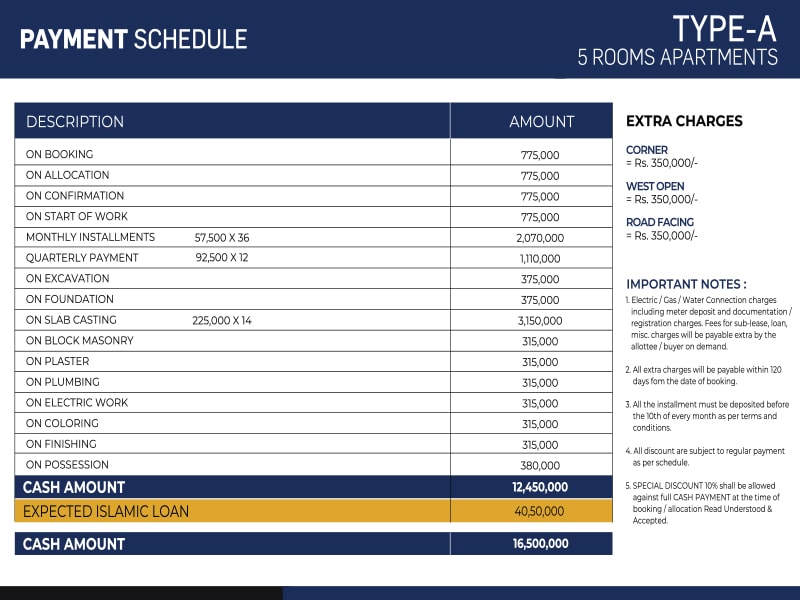 PAYMENT SCHEDULE
TYPE-A
5 ROOMS APARTMENTS
DESCRIPTION AMOUNT
ON BOOKING 775,000
ON ALLOCATION 775,000
ON CONFIRMATION 775,000
ON START OF WORK 775,000
MONTHLY INSTALLMENTS 57,500 X 36 2,070,000
QUARTERLY PAYMENT 92,500 X 12 1,110,000
ON EXCAVATION 375,000
ON FOUNDATION 375,000
ON SLAB CASTING 225,000 X 14 3,150,000
ON BLOCK MASONRY 315,000
ON PLASTER 315,000
ON PLUMBING 315,000
ON ELECTRIC WORK 315,000
ON COLORING 315,000
ON FINISHING 315,000
ON POSSESSION 380,000
CASH AMOUNT 12,450,000
EXPECTED ISLAMIC LOAN 40,50,000
CASH AMOUNT 16,500,000
EXTRA CHARGES
CORNER
= Rs. 350,000/-
WEST OPEN
= Rs. 350,000/-
ROAD FACING
= Rs. 350,000/-
IMPORTANT NOTES :
1. Electric / Gas / Water Connection charges
including meter deposit and documentation /
registration charges. Fees for sub-lease, loan,
misc. charges will be payable extra by the
allottee / buyer on demand.
2. All extra charges will be payable within 120
days fom the date of booking.
3. All the installment must be deposited before
the 10th of every month as per terms and
conditions.
4. All discount are subject to regular payment
as per schedule.
5. SPECIAL DISCOUNT 10% shall be allowed
against full CASH PAYMENT at the time of
booking / allocation Read Understood &
Accepted.